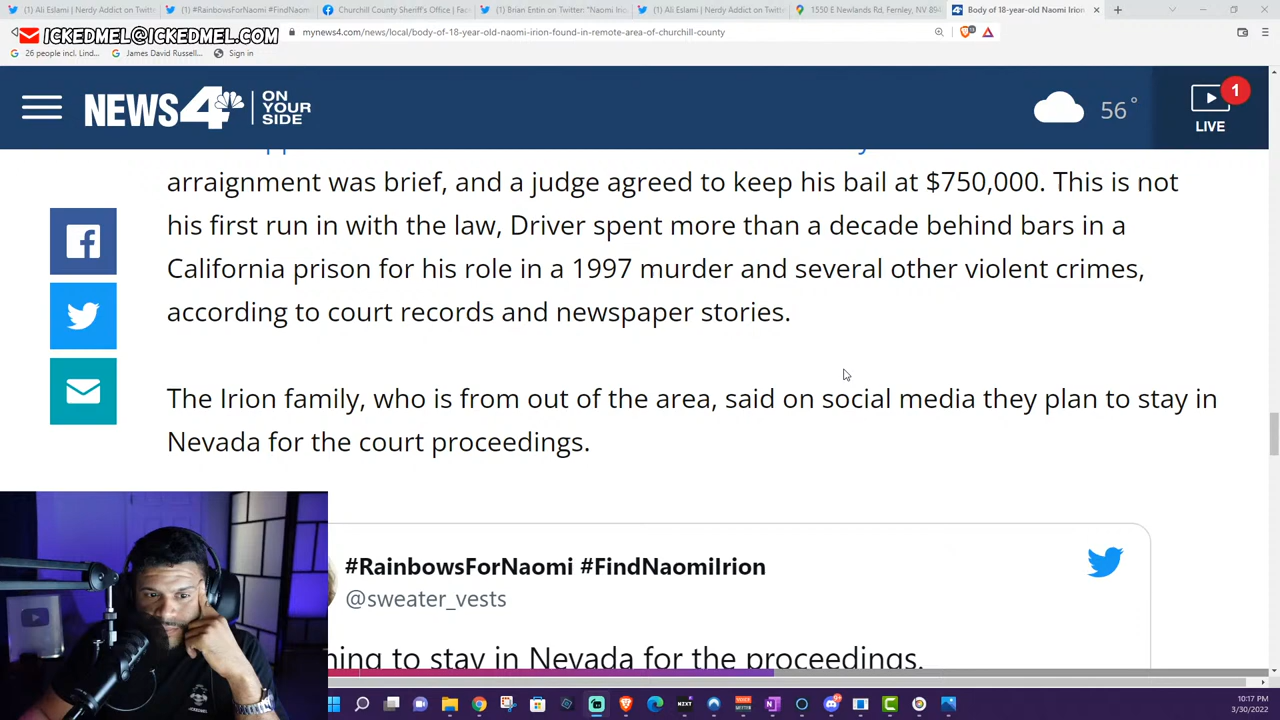 (1) Ali Eslami | Nerdy Addict on Twitt
#RainbowsForNaomi #FindNaomi
Churchill County Sheriff's Office | Fac
Brian Entin on Twitter: "Naomi Iri
(1) Ali Eslami | Nerdy Addict on Twitt
1550 E Newlands Rd, Fernley, NV 894
Body of 18-year-old Naomi Irion
ICKEDMEL@ICKEDMEL.COM
mynews4.com/news/local/body-of-18-year-old-naomi-irion-found-in-remote-area-of-churchill-county
26 people incl. Lind...
James David Russell...
Sign in
NEWS 4 ON YOUR SIDE
56°
1
LIVE
arraignment was brief, and a judge agreed to keep his bail at $750,000. This is not
his first run in with the law, Driver spent more than a decade behind bars in a
California prison for his role in a 1997 murder and several other violent crimes,
according to court records and newspaper stories.
The Irion family, who is from out of the area, said on social media they plan to stay in
Nevada for the court proceedings.
#RainbowsForNaomi #FindNaomiIrion
@sweater_vests
to stay in Nevada for the proceedings.
ICKEDMEL
10:17 PM
3/30/2022